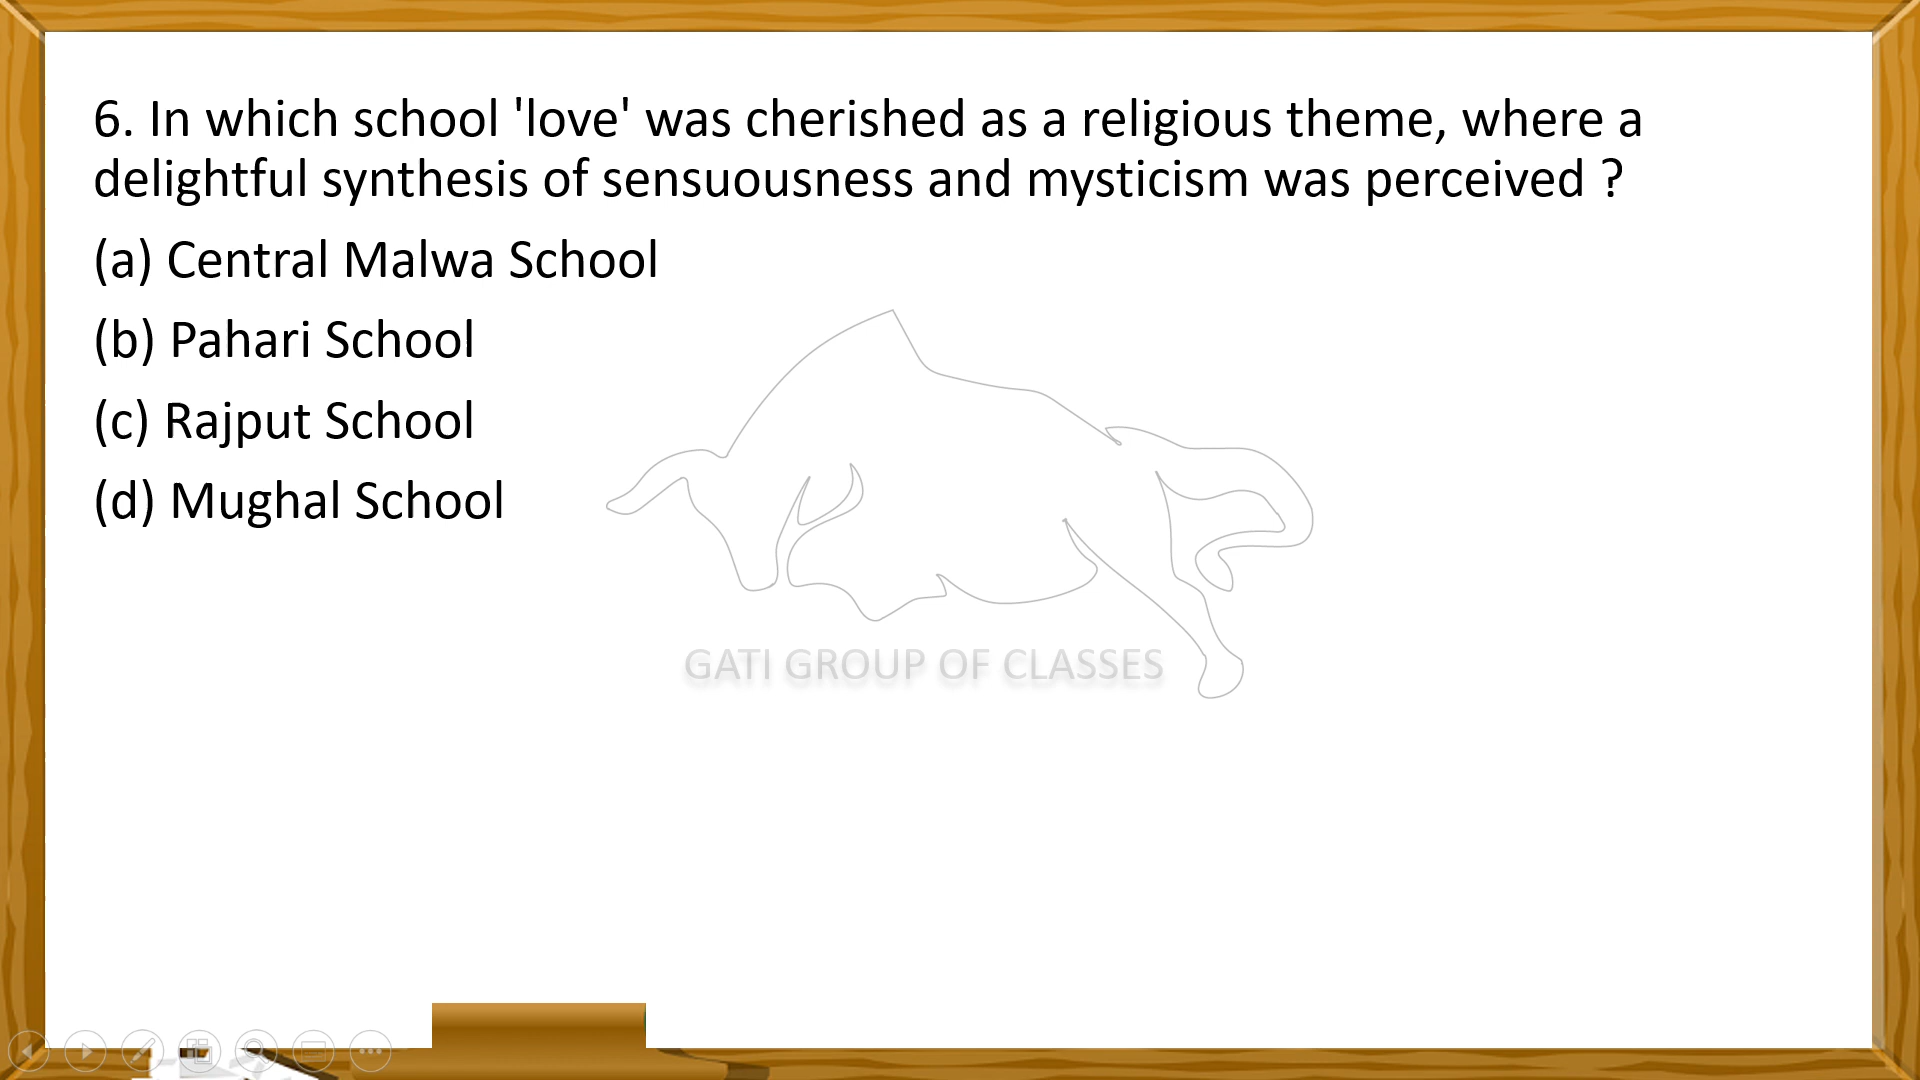 6. In which school 'love' was cherished as a religious theme, where a
delightful synthesis of sensuousness and mysticism was perceived ?
(a) Central Malwa School
(b) Pahari School
(c) Rajput School
(d) Mughal School
GATI GROUP OF CLASSES